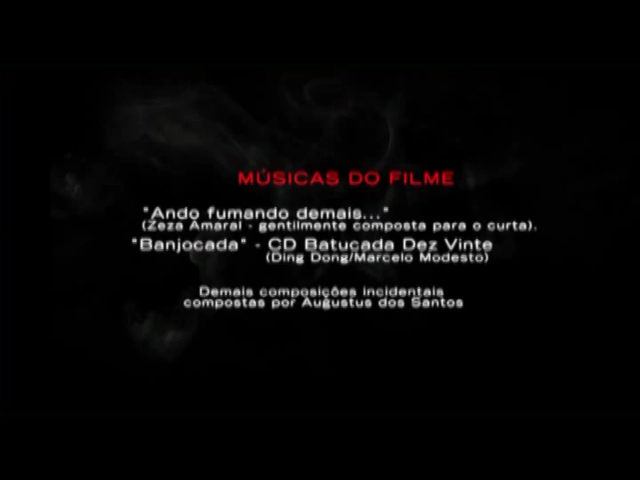 MÚSICAS DO FILME
"Ando fumando demais..."
(Zeza Amaral - gentilmente composta para o curta).
"Banjocada" - CD Batucada Dez Vinte
(Ding Dong/Marcelo Modesto)
Demais composições incidentais
compostas por Augustus dos Santos